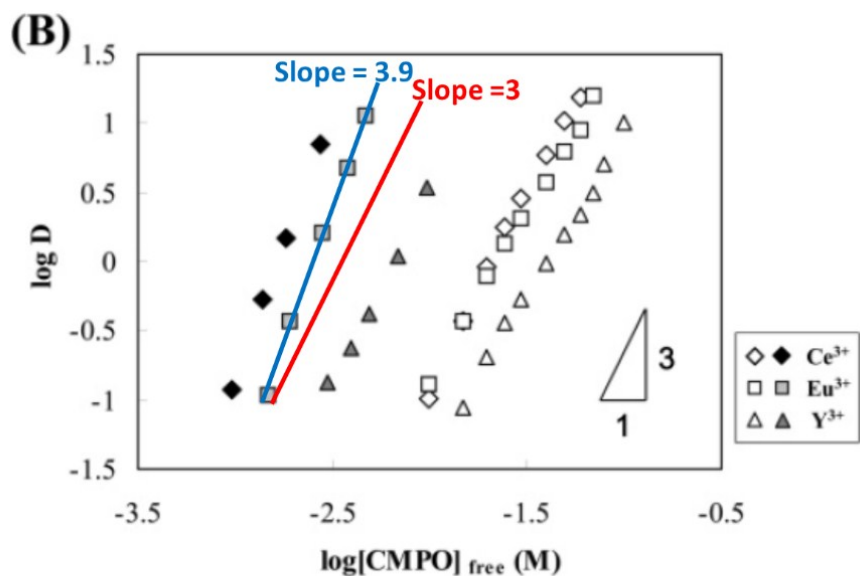 (B)
1.5
Slope = 3.9
Slope =3
1
0.5
0
-0.5
-1
-1.5
log D
3
1
Ce³⁺
Eu³⁺
Y³⁺
-3.5
-2.5
-1.5
-0.5
log[CMPO] free (M)